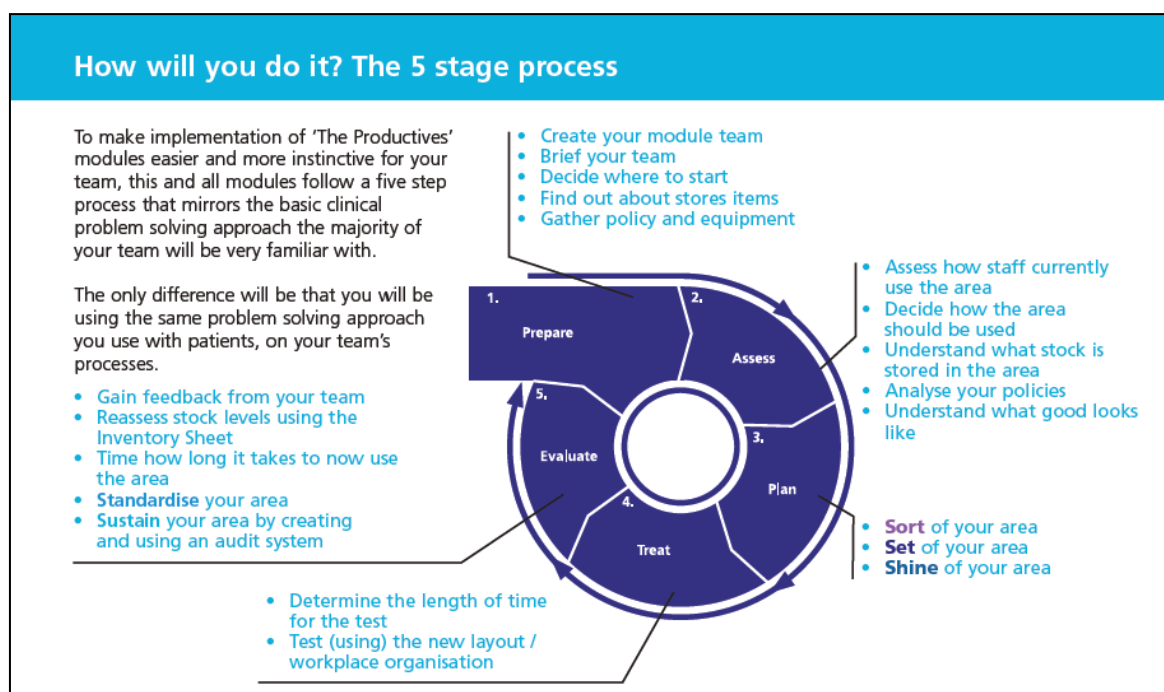 How will you do it? The 5 stage process
To make implementation of 'The Productives'
modules easier and more instinctive for your
team, this and all modules follow a five step
process that mirrors the basic clinical
problem solving approach the majority of
your team will be very familiar with.
The only difference will be that you will be
using the same problem solving approach
you use with patients, on your team's
processes.
• Create your module team
• Brief your team
• Decide where to start
• Find out about stores items
• Gather policy and equipment
1.
Prepare
2.
Assess
• Assess how staff currently
use the area
• Decide how the area
should be used
• Understand what stock is
stored in the area
• Analyse your policies
• Understand what good looks
like
3.
Plan
• Sort of your area
• Set of your area
• Shine of your area
4.
Treat
• Determine the length of time
for the test
• Test (using) the new layout /
workplace organisation
5.
Evaluate
• Gain feedback from your team
• Reassess stock levels using the
Inventory Sheet
• Time how long it takes to now use
the area
• Standardise your area
• Sustain your area by creating
and using an audit system